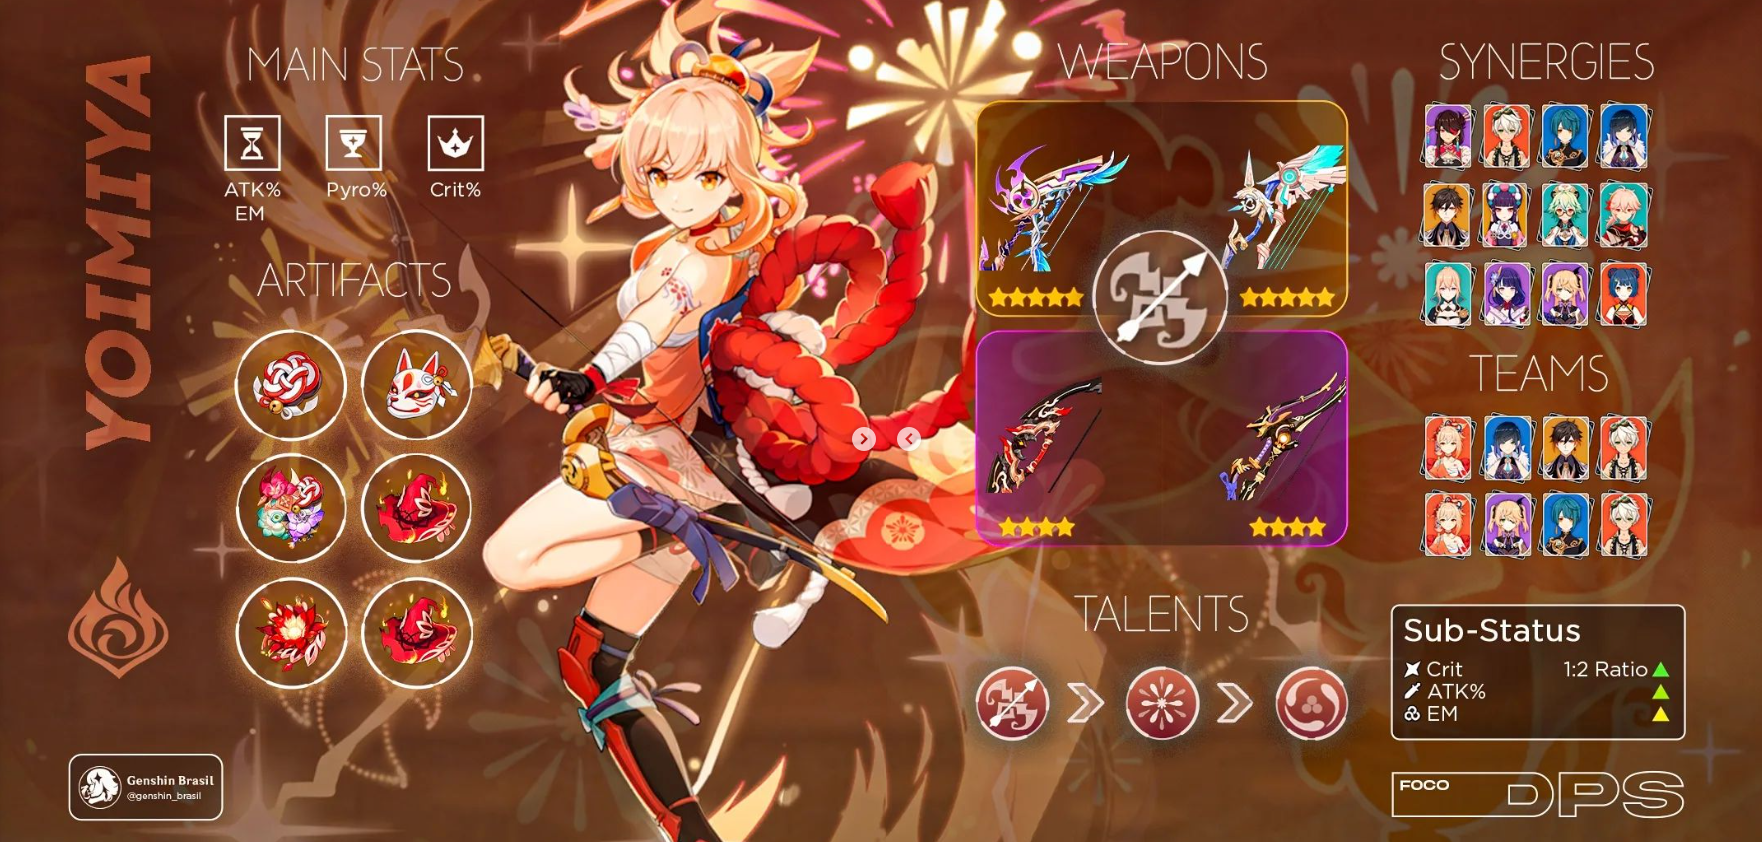 YOIMIYA
MAIN STATS
ATK%
EM
Pyro%
Crit%
ARTIFACTS
WEAPONS
TALENTS
SYNERGIES
TEAMS
Sub-Status
Crit 1:2 Ratio
ATK%
EM
Genshin Brasil
@genshin_brasil
FOCO DPS